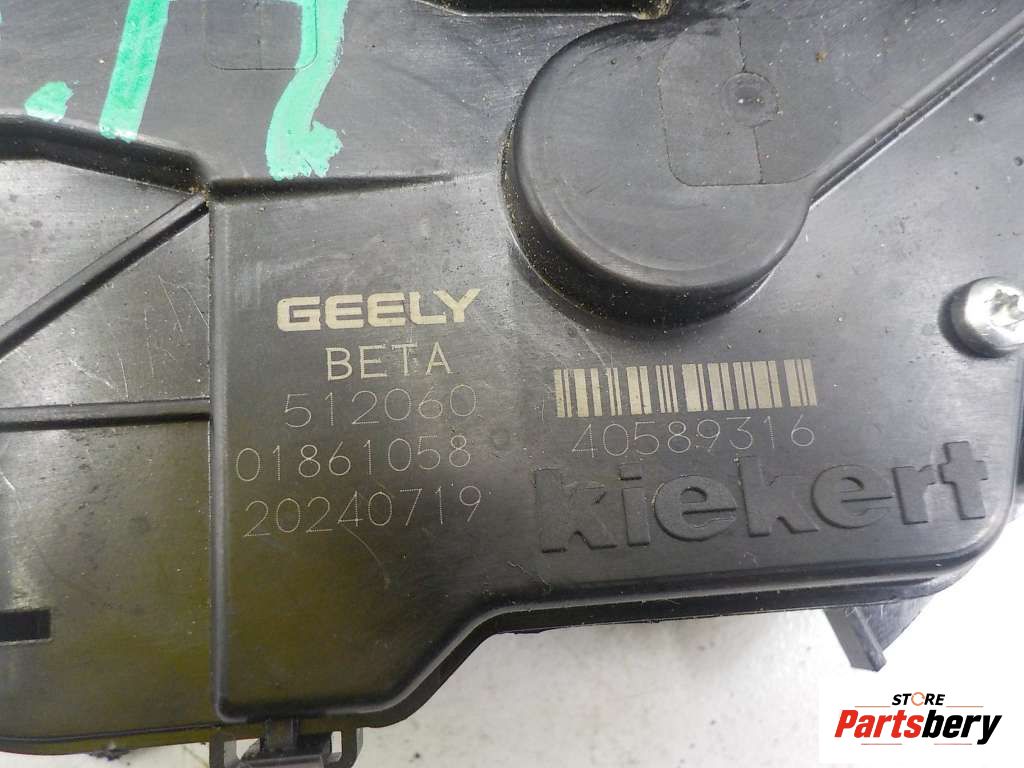 GEELY
BETA
512060
01861058
20240719
40589316
kiekert
STORE
Partsbery